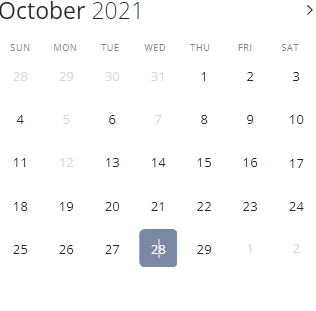 October 2021
SUN MON TUE WED THU FRI SAT
28 29 30 31 1 2 3
4 5 6 7 8 9 10
11 12 13 14 15 16 17
18 19 20 21 22 23 24
25 26 27 28 29 1 2